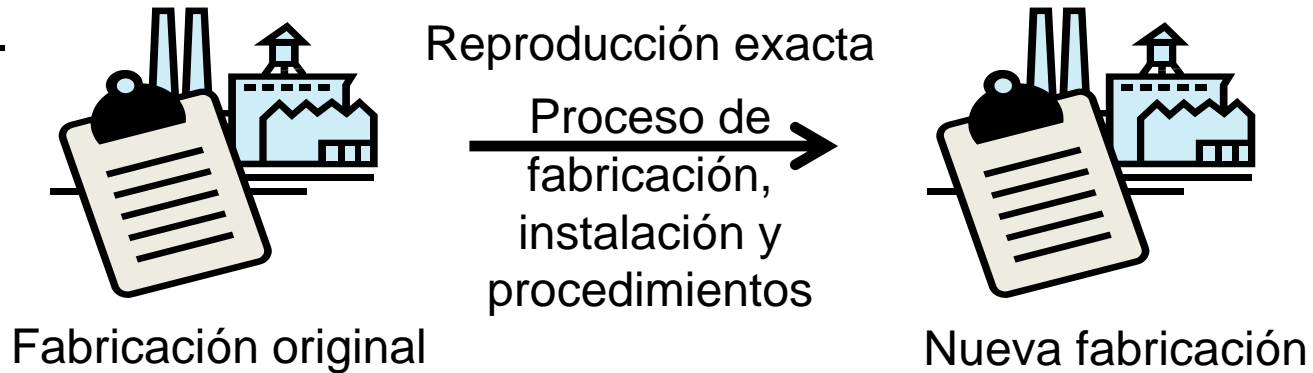 Reproducción exacta
Proceso de
fabricación,
instalación y
procedimientos
Fabricación original
Nueva fabricación